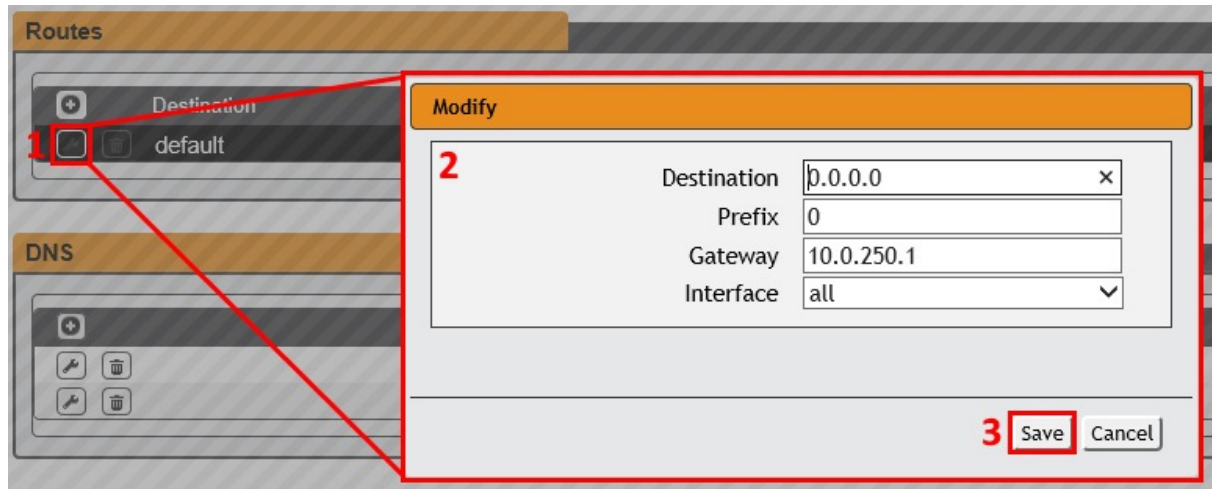 Routes
Destination
1 default
Modify
2
Destination 0.0.0.0 ×
Prefix 0
Gateway 10.0.250.1
Interface all
DNS
3 Save Cancel